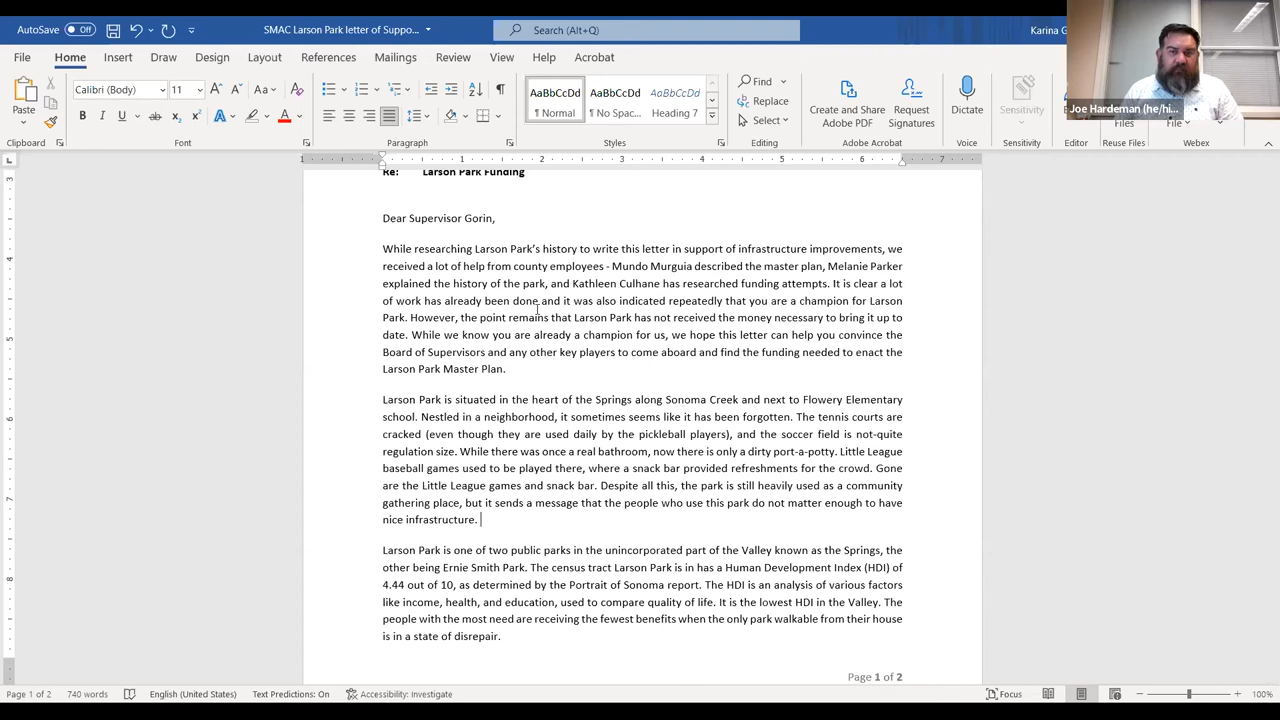 AutoSave Off SMAC Larson Park letter of Suppo... Search (Alt+Q) Karina G
Joe Hardeman (he/hi...
File Home Insert Draw Design Layout References Mailings Review View Help Acrobat
Paste
Calibri (Body) 11
Find
Replace
Select
AaBbCcDd AaBbCcDd AaBbCcDd
¶ Normal ¶ No Spac... Heading 7
Create and Share
Adobe PDF
Request
Signatures
Dictate
Sensitivity
Files
File
Clipboard Font Paragraph Styles Editing Adobe Acrobat Voice Sensitivity Editor Reuse Files Webex
1 1 2 3 4 5 6 7
Re: Larson Park Funding
Dear Supervisor Gorin,
While researching Larson Park's history to write this letter in support of infrastructure improvements, we
received a lot of help from county employees - Mundo Murguia described the master plan, Melanie Parker
explained the history of the park, and Kathleen Culhane has researched funding attempts. It is clear a lot
of work has already been done and it was also indicated repeatedly that you are a champion for Larson
Park. However, the point remains that Larson Park has not received the money necessary to bring it up to
date. While we know you are already a champion for us, we hope this letter can help you convince the
Board of Supervisors and any other key players to come aboard and find the funding needed to enact the
Larson Park Master Plan.
Larson Park is situated in the heart of the Springs along Sonoma Creek and next to Flowery Elementary
school. Nestled in a neighborhood, it sometimes seems like it has been forgotten. The tennis courts are
cracked (even though they are used daily by the pickleball players), and the soccer field is not-quite
regulation size. While there was once a real bathroom, now there is only a dirty port-a-potty. Little League
baseball games used to be played there, where a snack bar provided refreshments for the crowd. Gone
are the Little League games and snack bar. Despite all this, the park is still heavily used as a community
gathering place, but it sends a message that the people who use this park do not matter enough to have
nice infrastructure.
Larson Park is one of two public parks in the unincorporated part of the Valley known as the Springs, the
other being Ernie Smith Park. The census tract Larson Park is in has a Human Development Index (HDI) of
4.44 out of 10, as determined by the Portrait of Sonoma report. The HDI is an analysis of various factors
like income, health, and education, used to compare quality of life. It is the lowest HDI in the Valley. The
people with the most need are receiving the fewest benefits when the only park walkable from their house
is in a state of disrepair.
Page 1 of 2
Page 1 of 2 740 words English (United States) Text Predictions: On Accessibility: Investigate Focus 100%